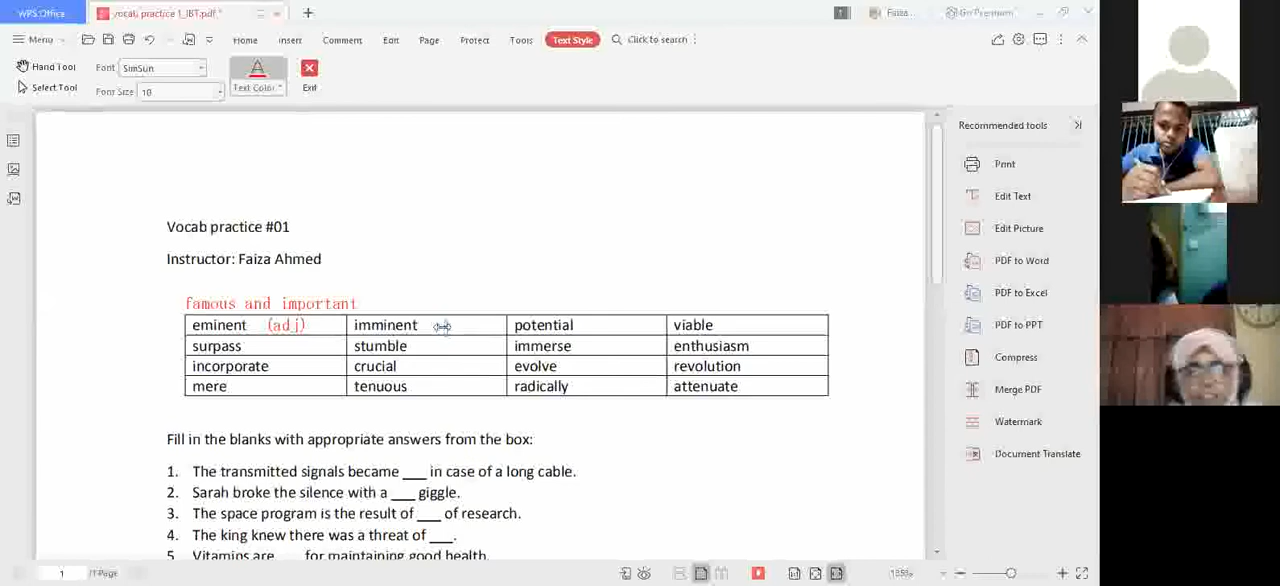 WPS Office vocab practice 1_IBT.pdf * + Faiza... Go Premium
Menu Home Insert Comment Edit Page Protect Tools Text Style Click to search
Hand Tool Font SimSun
Select Tool Font Size 18 Text Color Exit
Recommended tools
Print
Edit Text
Edit Picture
PDF to Word
PDF to Excel
PDF to PPT
Compress
Merge PDF
Watermark
Document Translate
Vocab practice #01
Instructor: Faiza Ahmed
famous and important
eminent (adj) imminent potential viable
surpass stumble immerse enthusiasm
incorporate crucial evolve revolution
mere tenuous radically attenuate
Fill in the blanks with appropriate answers from the box:
1. The transmitted signals became ___ in case of a long cable.
2. Sarah broke the silence with a ___ giggle.
3. The space program is the result of ___ of research.
4. The king knew there was a threat of ___.
5. Vitamins are ___ for maintaining good health.
1 /1 Page